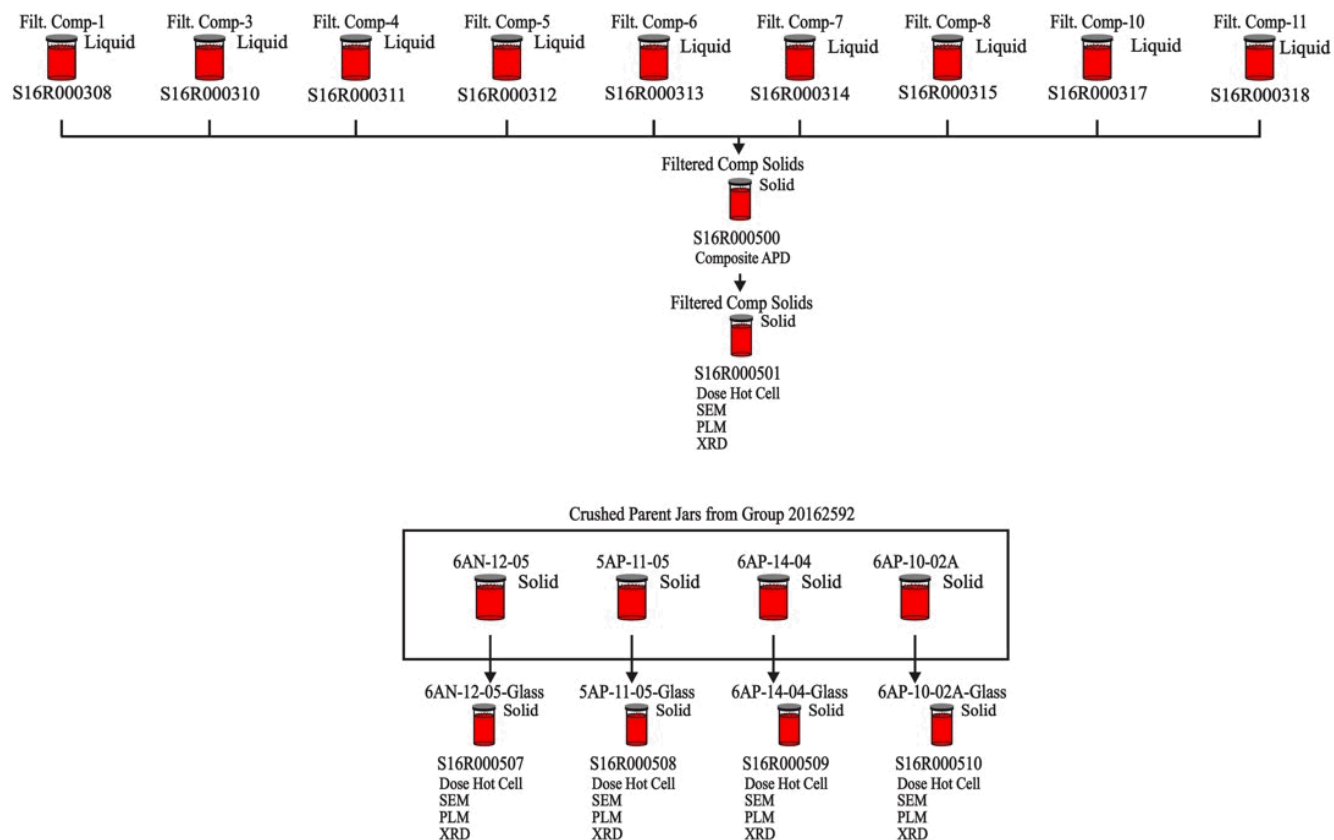 Filt. Comp-1 Filt. Comp-3 Filt. Comp-4 Filt. Comp-5 Filt. Comp-6 Filt. Comp-7 Filt. Comp-8 Filt. Comp-10 Filt. Comp-11
Liquid Liquid Liquid Liquid Liquid Liquid Liquid Liquid Liquid
S16R000308 S16R000310 S16R000311 S16R000312 S16R000313 S16R000314 S16R000315 S16R000317 S16R000318
Filtered Comp Solids
Solid
S16R000500
Composite APD
Filtered Comp Solids
Solid
S16R000501
Dose Hot Cell
SEM
PLM
XRD
Crushed Parent Jars from Group 20162592
6AN-12-05 5AP-11-05 6AP-14-04 6AP-10-02A
Solid Solid Solid Solid
6AN-12-05-Glass 5AP-11-05-Glass 6AP-14-04-Glass 6AP-10-02A-Glass
Solid Solid Solid Solid
S16R000507 S16R000508 S16R000509 S16R000510
Dose Hot Cell Dose Hot Cell Dose Hot Cell Dose Hot Cell
SEM SEM SEM SEM
PLM PLM PLM PLM
XRD XRD XRD XRD